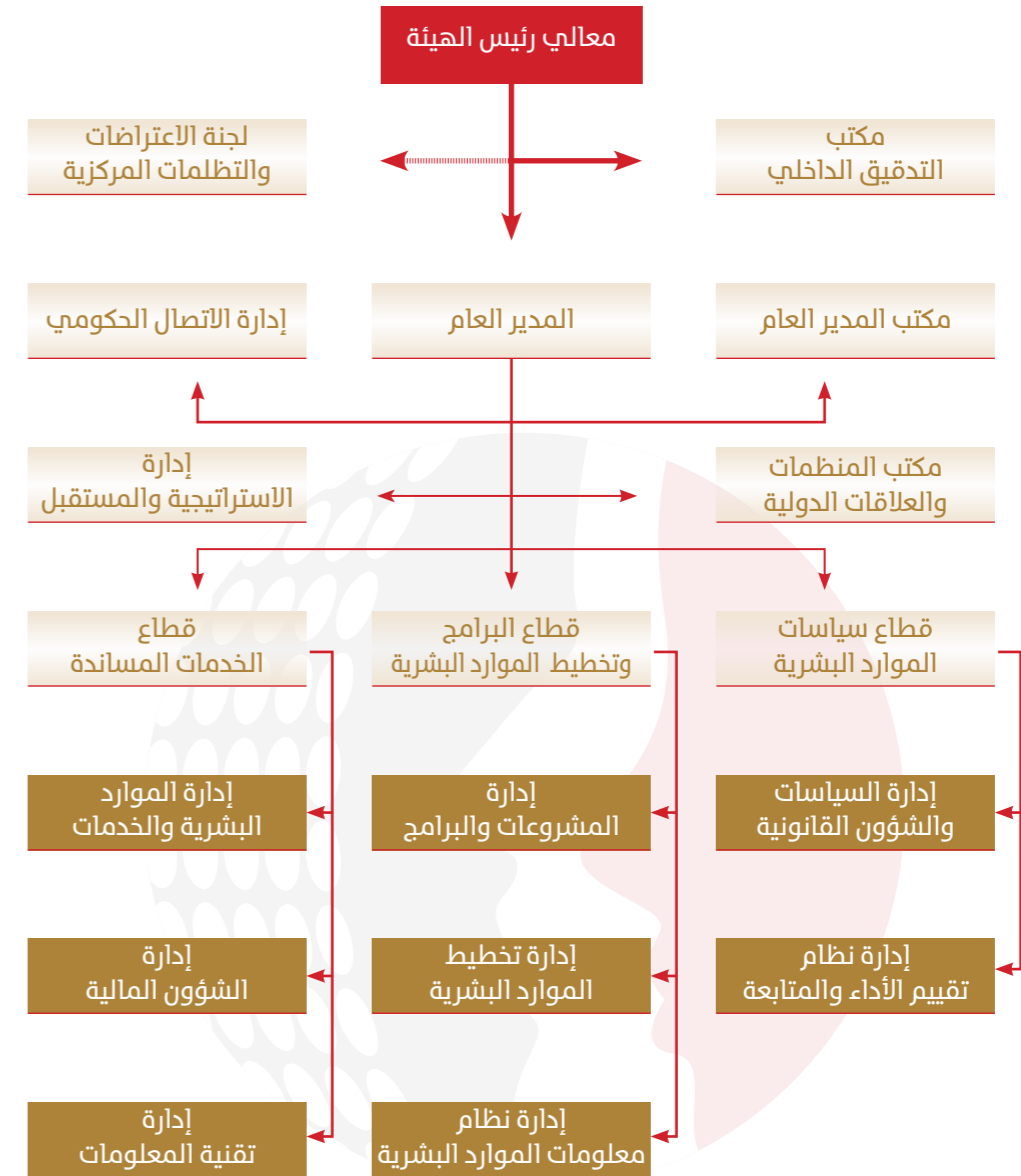 معالي رئيس الهيئة
مكتب
التدقيق الداخلي
لجنة الاعتراضات
والتظلمات المركزية
مكتب المدير العام
المدير العام
إدارة الاتصال الحكومي
مكتب المنظمات
والعلاقات الدولية
إدارة
الاستراتيجية والمستقبل
قطاع سياسات
الموارد البشرية
قطاع البرامج
وتخطيط الموارد البشرية
قطاع
الخدمات المساندة
إدارة السياسات
والشؤون القانونية
إدارة
المشروعات والبرامج
إدارة الموارد
البشرية والخدمات
إدارة نظام
تقييم الأداء والمتابعة
إدارة تخطيط
الموارد البشرية
إدارة
الشؤون المالية
إدارة نظام
معلومات الموارد البشرية
إدارة
تقنية المعلومات